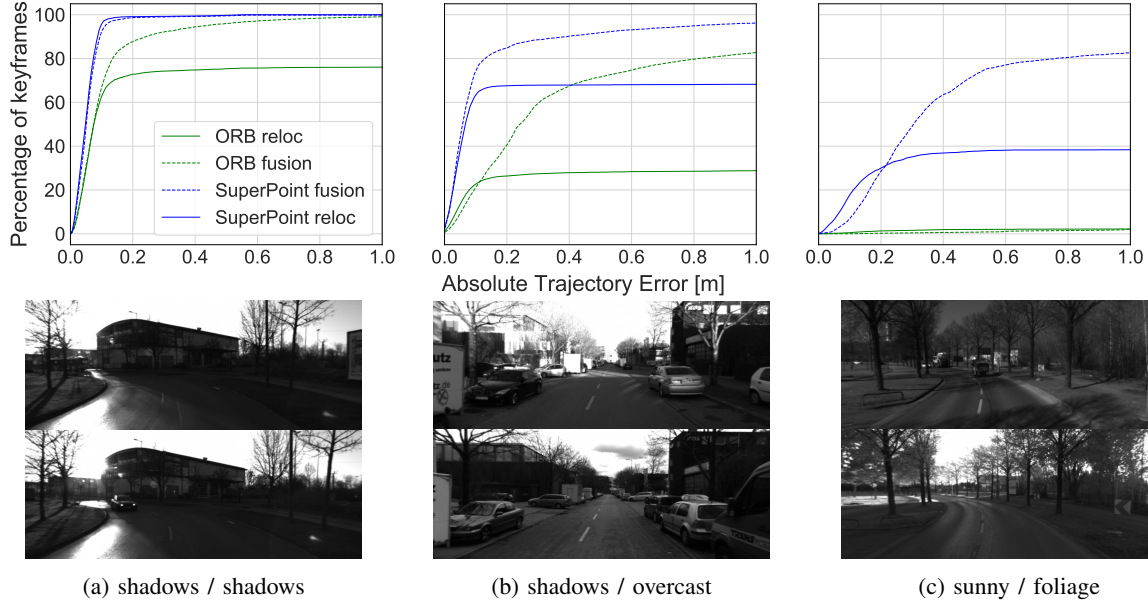 Percentage of keyframes
100
80
60
40
20
0
ORB reloc
ORB fusion
SuperPoint fusion
SuperPoint reloc
0.0 0.2 0.4 0.6 0.8 1.0
0.0 0.2 0.4 0.6 0.8 1.0
0.0 0.2 0.4 0.6 0.8 1.0
Absolute Trajectory Error [m]
utz
tz.de
(a) shadows / shadows
(b) shadows / overcast
(c) sunny / foliage